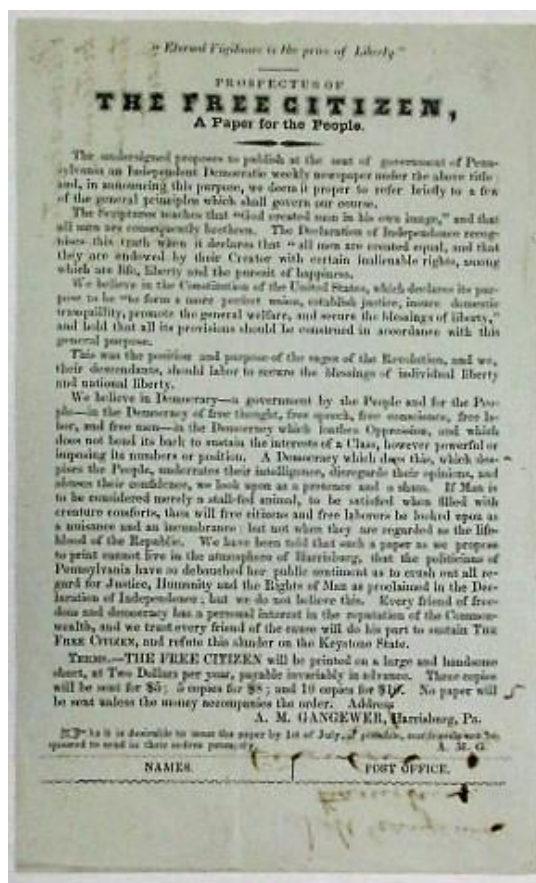 "Eternal Vigilance is the price of Liberty"
PROSPECTUS OF
THE FREE CITIZEN,
A Paper for the People.
The undersigned proposes to publish at the seat of government of Penn-
sylvania an Independent Democratic weekly newspaper under the above title
and, in announcing this purpose, we deem it proper to refer briefly to a few
of the general principles which shall govern our course.
The Scriptures teaches that "God created man in his own image," and that
all men are consequently brethren. The Declaration of Independence recog-
nises this truth when it declares that "all men are created equal, and that
they are endowed by their Creator with certain inalienable rights, among
which are life, liberty and the pursuit of happiness.
We believe in the Constitution of the United States, which declares its pur-
pose to be "to form a more perfect union, establish justice, insure domestic
tranquillity, promote the general welfare, and secure the blessings of liberty,"
and hold that all its provisions should be construed in accordance with this
general purpose.
This was the position and purpose of the sages of the Revolution, and we,
their descendants, should labor to secure the blessings of individual liberty
and national liberty.
We believe in Democracy—a government by the People and for the Peo-
ple—in the Democracy of free thought, free speech, free conscience, free la-
bor, and free men—in the Democracy which loathes Oppression, and which
does not bend its back to sustain the interests of a Class, however powerful or
imposing its numbers or position. A Democracy which does this, which des-
pises the People, underrates their intelligence, disregards their opinions, and
abuses their confidence, we look upon as a pretence and a sham. If Man is
to be considered merely a stall-fed animal, to be satisfied when filled with
creature comforts, then will free citizens and free laborers be looked upon as
a nuisance and an incumbrance: but not when they are regarded as the life-
blood of the Republic. We have been told that such a paper as we propose
to print cannot live in the atmosphere of Harrisburg, that the politicians of
Pennsylvania have so debauched her public sentiment as to crush out all re-
gard for Justice, Humanity and the Rights of Man as proclaimed in the Dec-
laration of Independence; but we do not believe this. Every friend of free-
dom and democracy has a personal interest in the reputation of the Common-
wealth, and we trust every friend of the cause will do his part to sustain THE
FREE CITIZEN, and refute this slander on the Keystone State.
TERMS.—THE FREE CITIZEN will be printed on a large and handsome
sheet, at Two Dollars per year, payable invariably in advance. Three copies
will be sent for $5; 5 copies for $8; and 10 copies for No paper will
be sent unless the money accompanies the order. Address
A. M. GANGEWER, Harrisburg, Pa.
As it is desirable to issue the paper by 1st of July, if possible,
quested to send in their orders A. M. G.
NAMES. POST OFFICE.